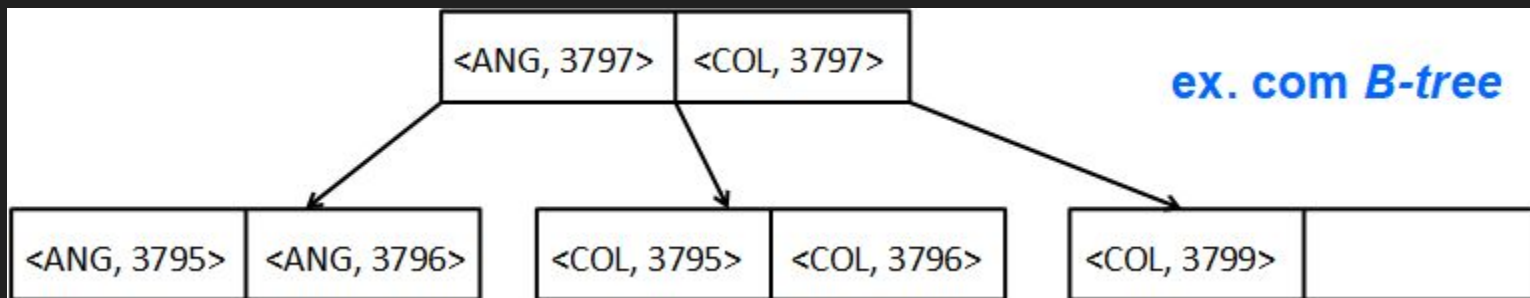 <ANG, 3797> <COL, 3797>
ex. com B-tree
<ANG, 3795> <ANG, 3796> <COL, 3795> <COL, 3796> <COL, 3799>